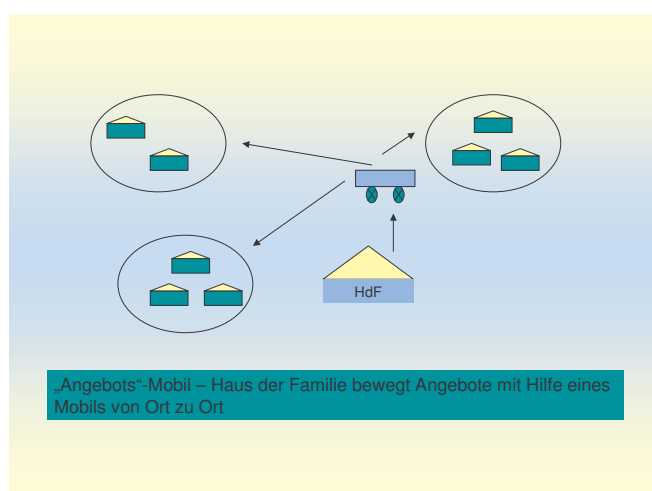 HdF
„Angebots“-Mobil – Haus der Familie bewegt Angebote mit Hilfe eines
Mobils von Ort zu Ort